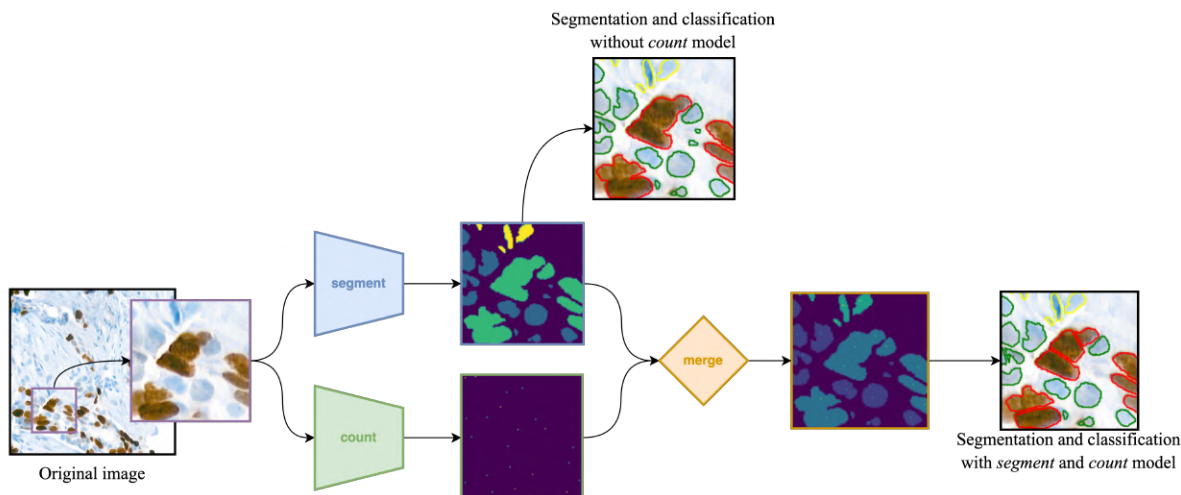 Segmentation and classification
without count model
segment
merge
count
Original image
Segmentation and classification
with segment and count model